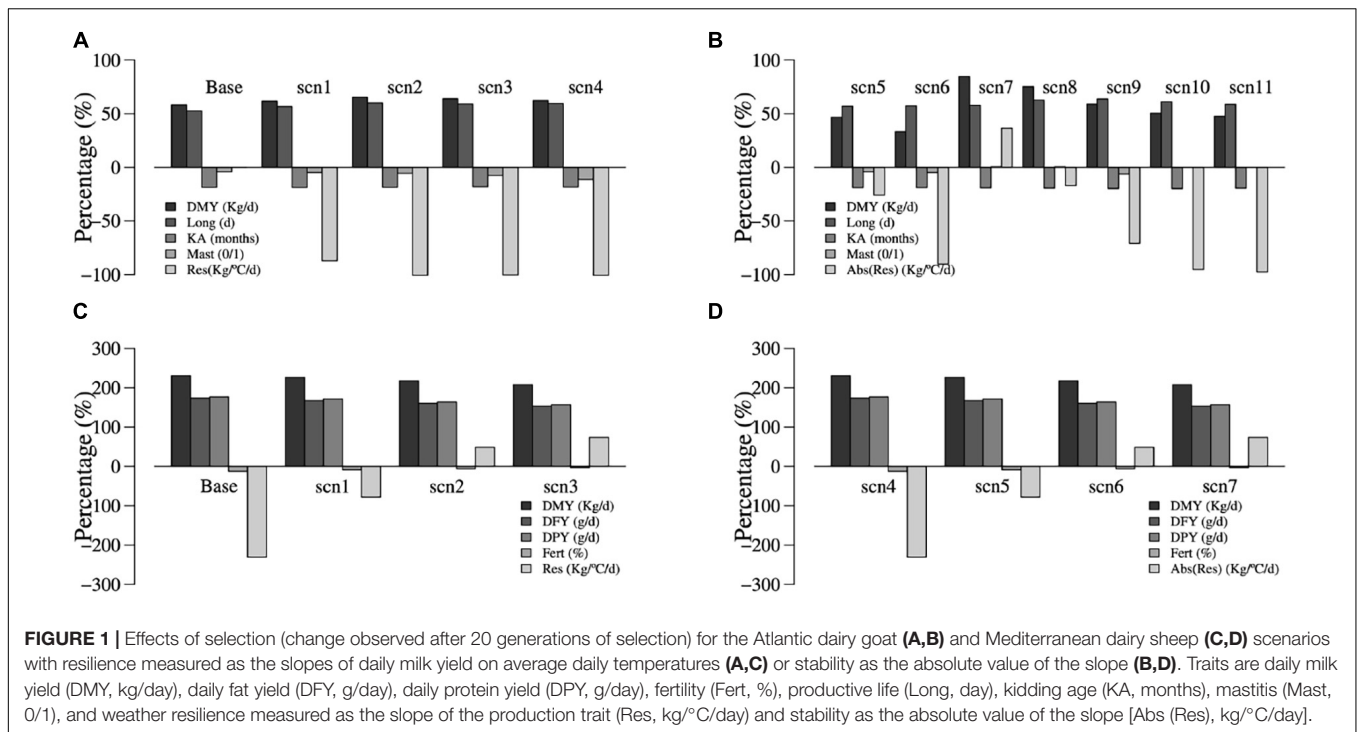 A
100
50
0
−50
−100
Percentage (%)
Base
scn1
scn2
scn3
scn4
DMY (Kg/d)
Long (d)
KA (months)
Mast (0/1)
Res(Kg/ºC/d)
B
100
50
0
−50
−100
Percentage (%)
scn5
scn6
scn7
scn8
scn9
scn10
scn11
DMY (Kg/d)
Long (d)
KA (months)
Mast (0/1)
Abs(Res) (Kg/ºC/d)
C
300
200
100
0
−100
−200
−300
Percentage (%)
Base
scn1
scn2
scn3
DMY (Kg/d)
DFY (g/d)
DPY (g/d)
Fert (%)
Res (Kg/ºC/d)
D
300
200
100
0
−100
−200
−300
Percentage (%)
scn4
scn5
scn6
scn7
DMY (Kg/d)
DFY (g/d)
DPY (g/d)
Fert (%)
Abs(Res) (Kg/ºC/d)
FIGURE 1 | Effects of selection (change observed after 20 generations of selection) for the Atlantic dairy goat (A,B) and Mediterranean dairy sheep (C,D) scenarios
with resilience measured as the slopes of daily milk yield on average daily temperatures (A,C) or stability as the absolute value of the slope (B,D). Traits are daily milk
yield (DMY, kg/day), daily fat yield (DFY, g/day), daily protein yield (DPY, g/day), fertility (Fert, %), productive life (Long, day), kidding age (KA, months), mastitis (Mast,
0/1), and weather resilience measured as the slope of the production trait (Res, kg/°C/day) and stability as the absolute value of the slope [Abs (Res), kg/°C/day].